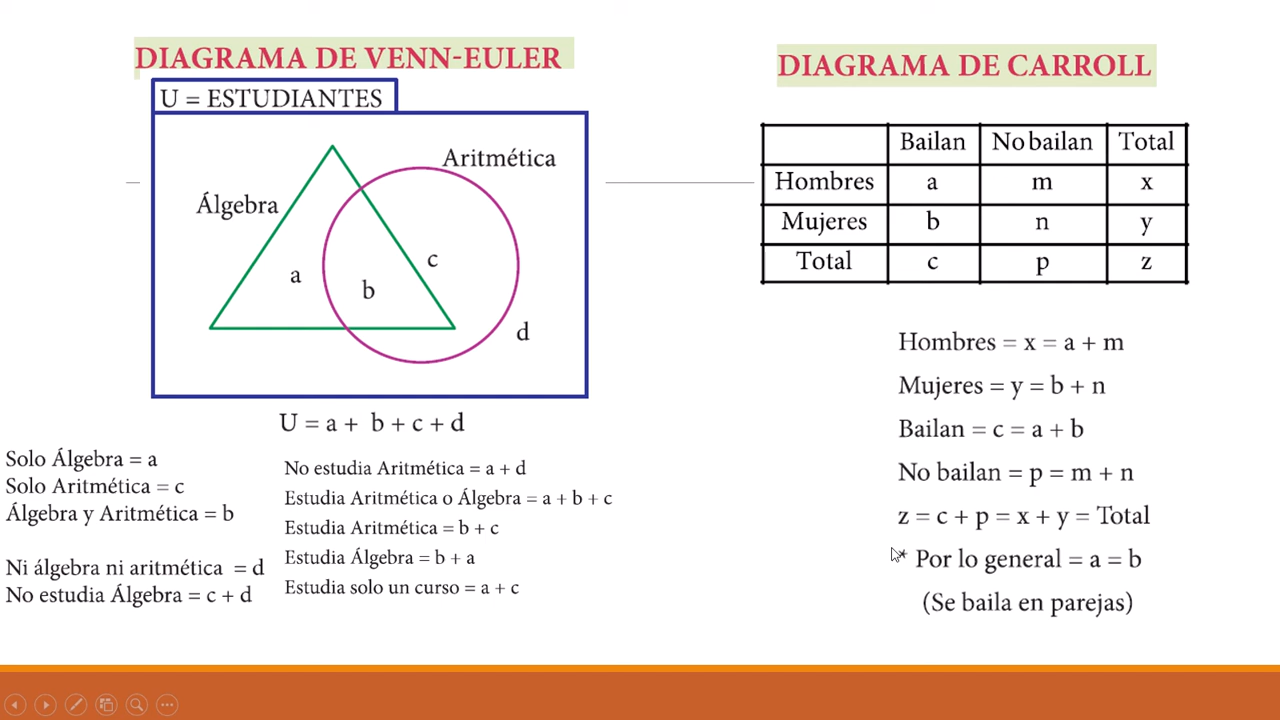 DIAGRAMA DE VENN-EULER
U = ESTUDIANTES
Aritmética
Álgebra
a
b
c
d
U = a + b + c + d
Solo Álgebra = a
Solo Aritmética = c
Álgebra y Aritmética = b
Ni álgebra ni aritmética = d
No estudia Álgebra = c + d
No estudia Aritmética = a + d
Estudia Aritmética o Álgebra = a + b + c
Estudia Aritmética = b + c
Estudia Álgebra = b + a
Estudia solo un curso = a + c
DIAGRAMA DE CARROLL
Bailan No bailan Total
Hombres a m x
Mujeres b n y
Total c p z
Hombres = x = a + m
Mujeres = y = b + n
Bailan = c = a + b
No bailan = p = m + n
z = c + p = x + y = Total
* Por lo general = a = b
(Se baila en parejas)